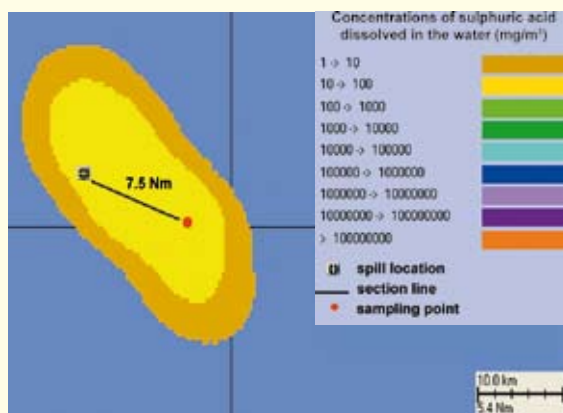 Concentrations of sulphuric acid
dissolved in the water (mg/m³)
1 -> 10
10 -> 100
100 -> 1000
1000 -> 10000
10000 -> 100000
100000 -> 1000000
1000000 -> 10000000
10000000 -> 100000000
> 100000000
spill location
section line
sampling point
7.5 Nm
10.0 km
5.4 Nm